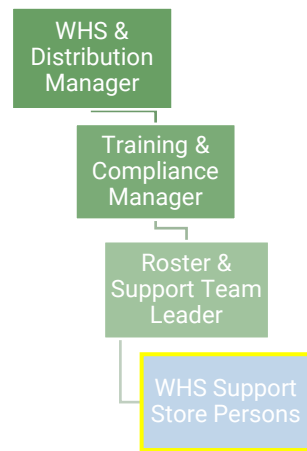 WHS &
Distribution
Manager
Training &
Compliance
Manager
Roster &
Support Team
Leader
WHS Support
Store Persons